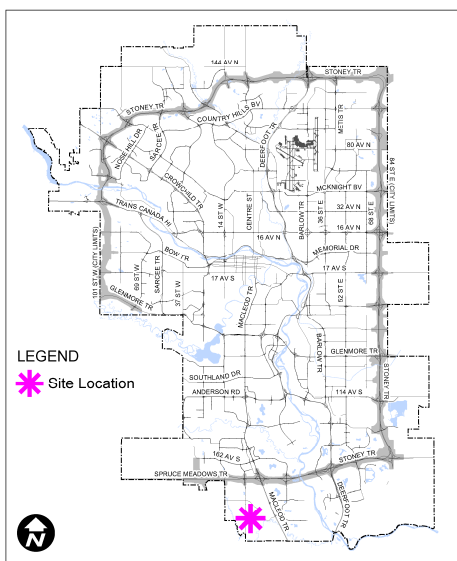 144 AV N
STONEY TR
STONEY TR
COUNTRY HILLS BV
METIS TR
DEERFOOT TR
NOSE HILL DR
SARCEE TR
80 AV N
84 ST E (CITY LIMITS)
CROWCHILD TR
MCKNIGHT BV
14 ST W
CENTRE ST
BARLOW TR
36 ST E
32 AV N
68 ST E
TRANS CANADA HI
16 AV N
16 AV N
MEMORIAL DR
BOW TR
101 ST W (CITY LIMITS)
69 ST W
SARCEE TR
37 ST W
17 AV S
17 AV S
52 ST E
MACLEOD TR
GLENMORE TR
BARLOW TR
GLENMORE TR
LEGEND
Site Location
SOUTHLAND DR
ANDERSON RD
114 AV S
STONEY TR
162 AV S
STONEY TR
SPRUCE MEADOWS TR
MACLEOD TR
DEERFOOT TR
N